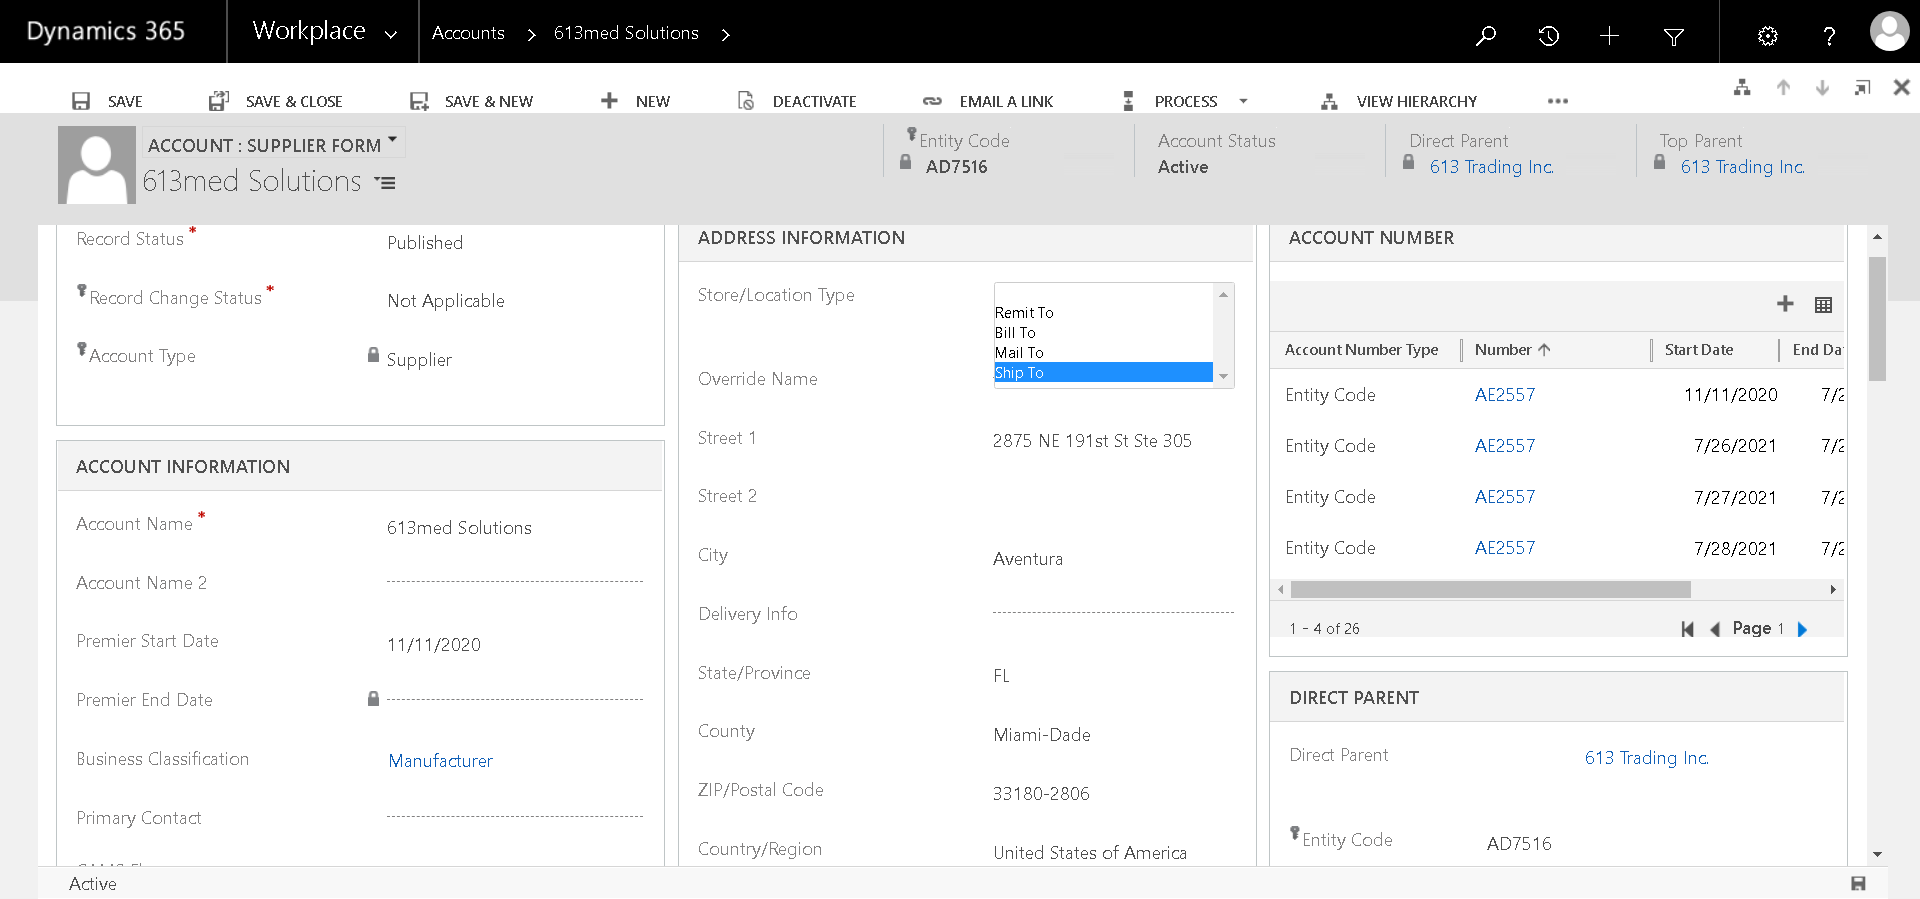 Dynamics 365 Workplace Accounts 613med Solutions
SAVE SAVE & CLOSE SAVE & NEW NEW DEACTIVATE EMAIL A LINK PROCESS VIEW HIERARCHY
ACCOUNT : SUPPLIER FORM
613med Solutions
Entity Code
AD7516
Account Status
Active
Direct Parent
613 Trading Inc.
Top Parent
613 Trading Inc.
Record Status * Published
Record Change Status * Not Applicable
Account Type Supplier
ACCOUNT INFORMATION
Account Name * 613med Solutions
Account Name 2
Premier Start Date 11/11/2020
Premier End Date
Business Classification Manufacturer
Primary Contact
ADDRESS INFORMATION
Store/Location Type
Remit To
Bill To
Mail To
Ship To
Override Name
Street 1 2875 NE 191st St Ste 305
Street 2
City Aventura
Delivery Info
State/Province FL
County Miami-Dade
ZIP/Postal Code 33180-2806
Country/Region United States of America
ACCOUNT NUMBER
Account Number Type Number Start Date End Da
Entity Code AE2557 11/11/2020 7/2
Entity Code AE2557 7/26/2021 7/2
Entity Code AE2557 7/27/2021 7/2
Entity Code AE2557 7/28/2021 7/2
1 - 4 of 26 Page 1
DIRECT PARENT
Direct Parent 613 Trading Inc.
Entity Code AD7516
Active